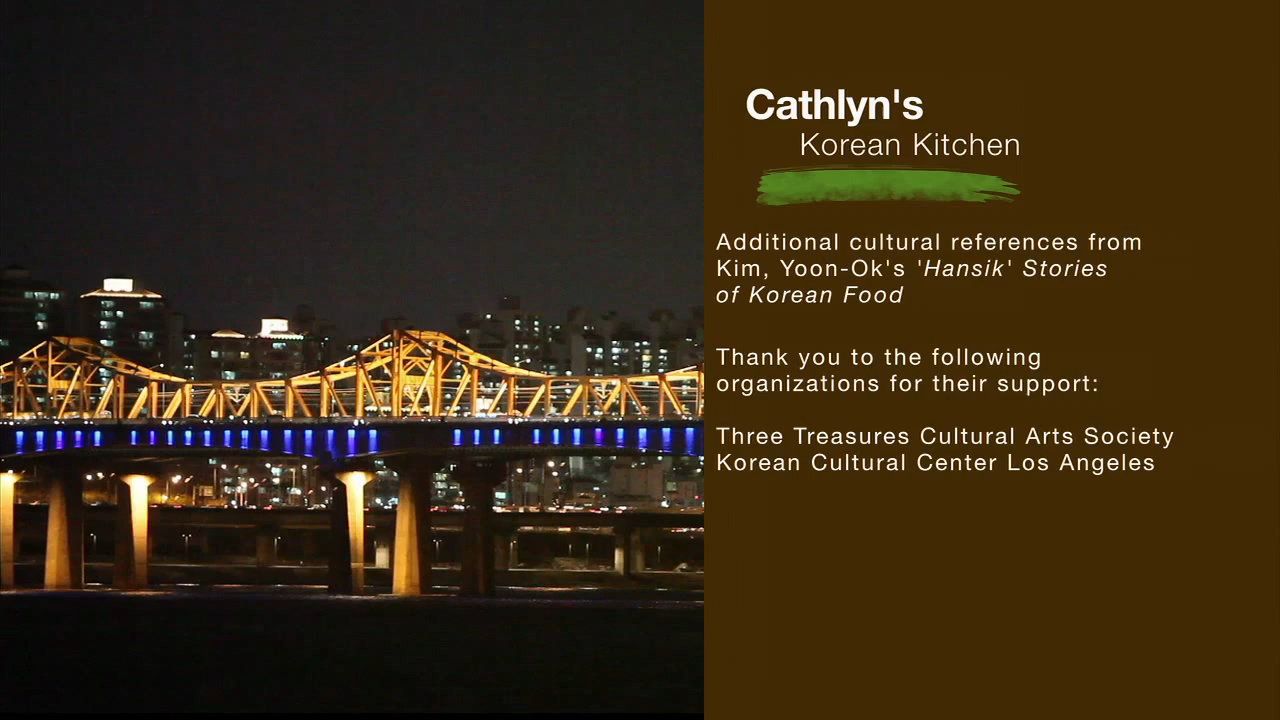 Cathlyn's
Korean Kitchen
Additional cultural references from
Kim, Yoon-Ok's 'Hansik' Stories
of Korean Food
Thank you to the following
organizations for their support:
Three Treasures Cultural Arts Society
Korean Cultural Center Los Angeles